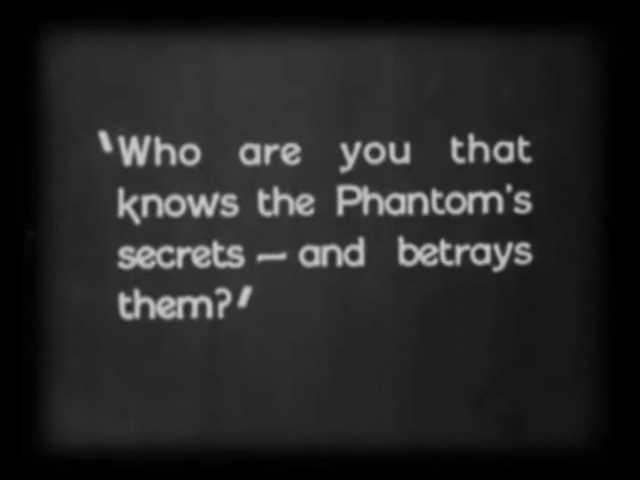 "Who are you that
knows the Phantom's
secrets — and betrays
them?"